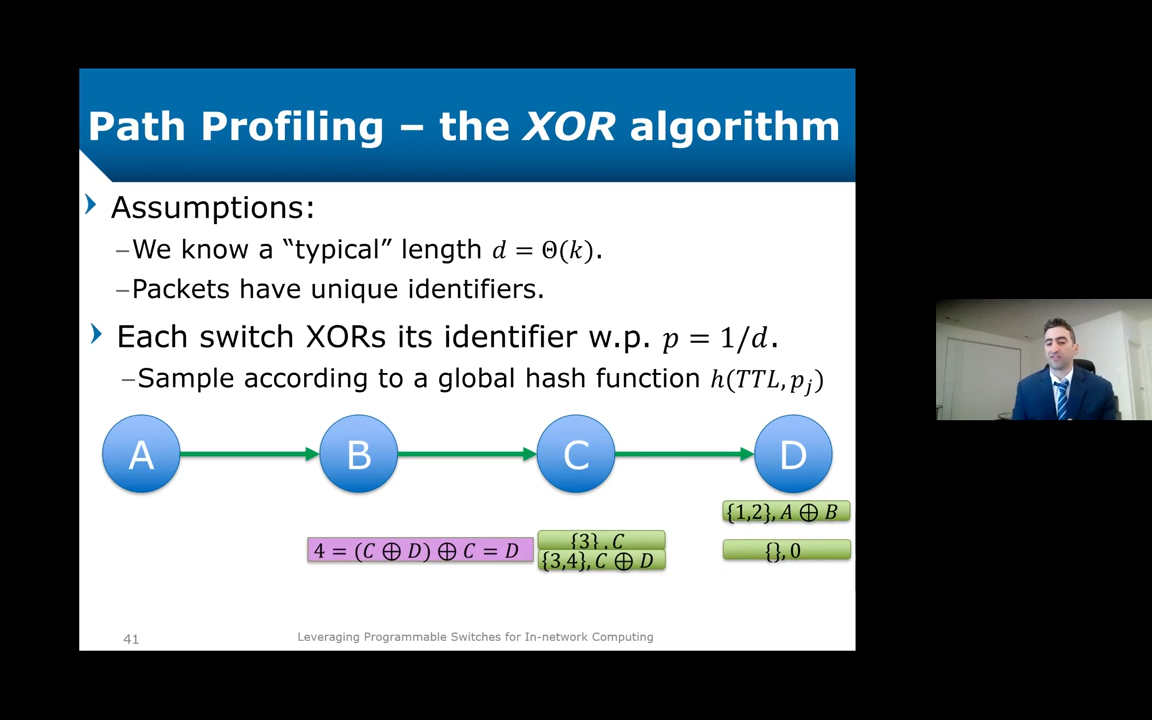 Path Profiling – the XOR algorithm
Assumptions:
–We know a “typical” length d = Θ(k).
–Packets have unique identifiers.
Each switch XORs its identifier w.p. p = 1/d.
–Sample according to a global hash function h(TTL, pⱼ)
A B C D
{1,2}, A ⊕ B
{3}, C
4 = (C ⊕ D) ⊕ C = D
{3,4}, C ⊕ D
{}, 0
41
Leveraging Programmable Switches for In-network Computing